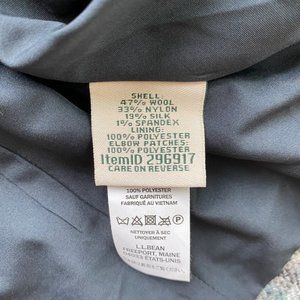 SHELL:
47% WOOL
33% NYLON
19% SILK
1% SPANDEX
LINING:
100% POLYESTER
ELBOW PATCHES:
100% POLYESTER
ItemID 296917
CARE ON REVERSE
100% POLYESTER
SAUF GARNITURES
FABRIQUÉ AU VIETNAM
NETTOYER À SEC
UNIQUEMENT
L.L.BEAN
FREEPORT, MAINE
ÉTATS-UNIS